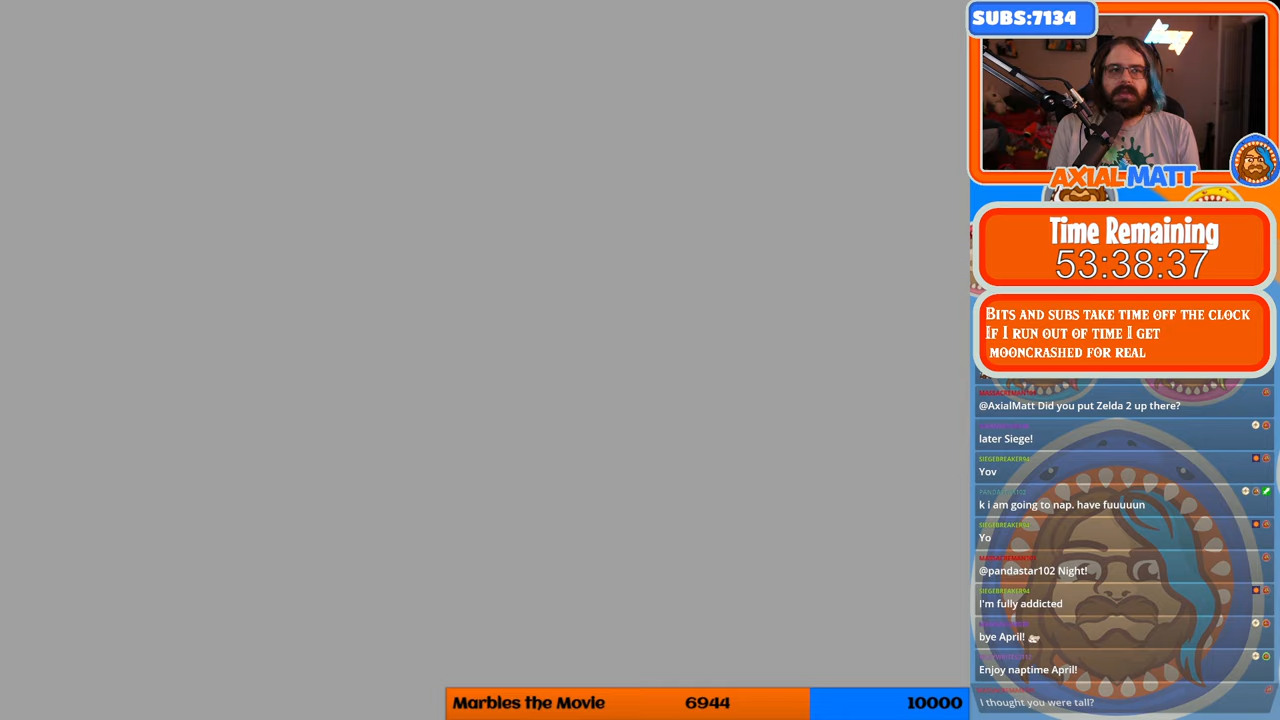 SUBS:7134
AXIALMATT
Time Remaining
53:38:37
BITS AND SUBS TAKE TIME OFF THE CLOCK
IF I RUN OUT OF TIME I GET
MOONCRASHED FOR REAL
@AxialMatt Did you put Zelda 2 up there?
later Siege!
SIEGEBREAKER94
Yov
k i am going to nap. have fuuuuun
SIEGEBREAKER94
Yo
@pandastar102 Night!
SIEGEBREAKER94
I'm fully addicted
bye April!
Enjoy naptime April!
I thought you were tall?
Marbles the Movie 6944 10000